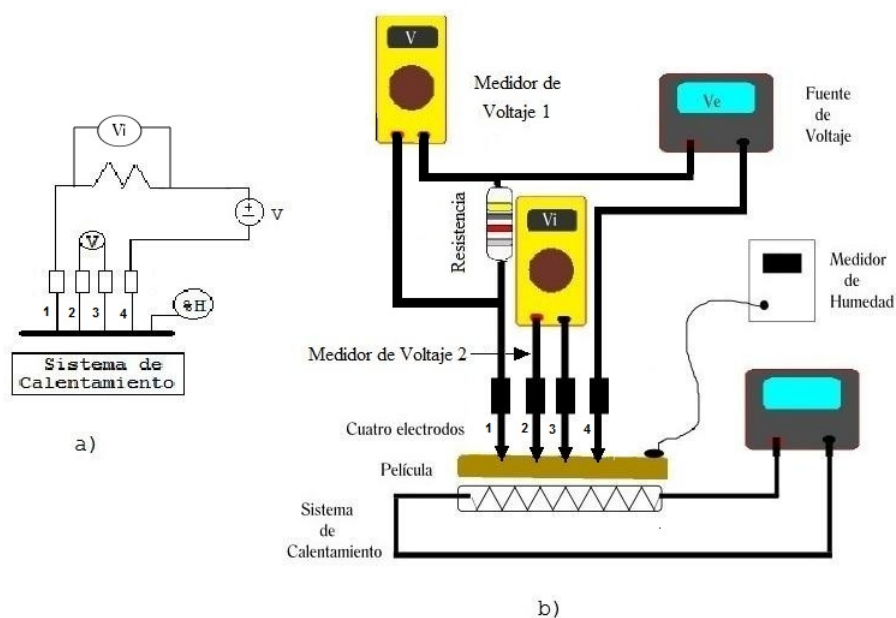 Vi
V
V
1
2
3
4
%H
Sistema de
Calentamiento
a)
V
Medidor de
Voltaje 1
Ve
Fuente
de
Voltaje
Resistencia
Vi
Medidor
de
Humedad
Medidor de Voltaje 2
Cuatro electrodos
1
2
3
4
Película
Sistema
de
Calentamiento
b)